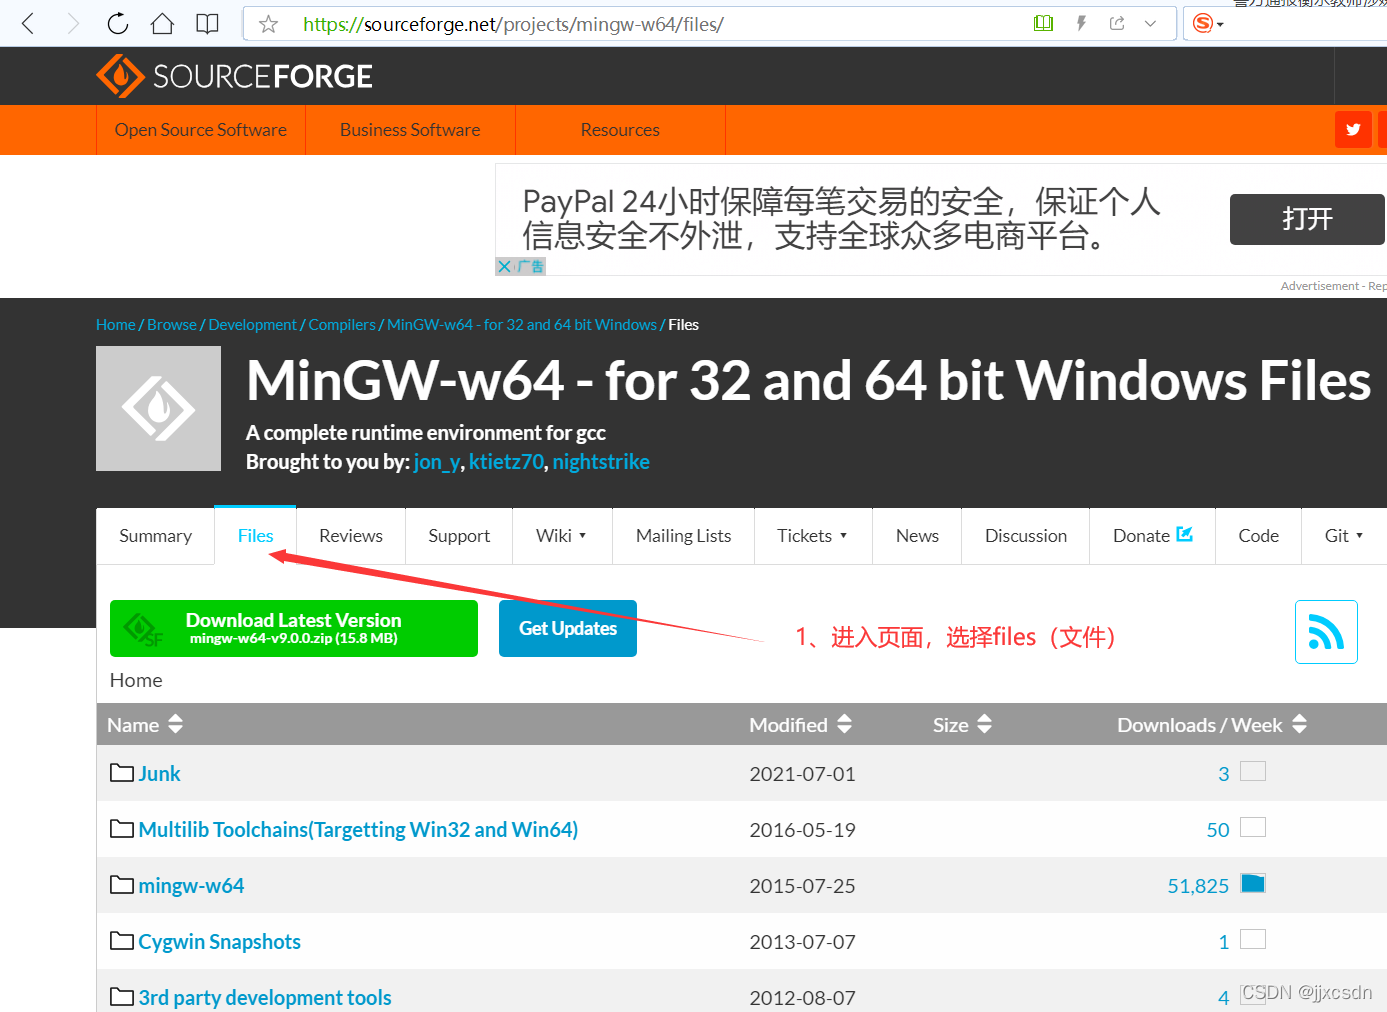 https://sourceforge.net/projects/mingw-w64/files/
SOURCEFORGE
Open Source Software
Business Software
Resources
PayPal 24小时保障每笔交易的安全，保证个人
信息安全不外泄，支持全球众多电商平台。
打开
广告
Advertisement - Rep
Home / Browse / Development / Compilers / MinGW-w64 - for 32 and 64 bit Windows / Files
MinGW-w64 - for 32 and 64 bit Windows Files
A complete runtime environment for gcc
Brought to you by: jon_y, ktietz70, nightstrike
Summary
Files
Reviews
Support
Wiki
Mailing Lists
Tickets
News
Discussion
Donate
Code
Git
Download Latest Version
mingw-w64-v9.0.0.zip (15.8 MB)
SF
Get Updates
1、进入页面，选择files（文件）
Home
Name Modified Size Downloads / Week
Junk 2021-07-01 3
Multilib Toolchains(Targetting Win32 and Win64) 2016-05-19 50
mingw-w64 2015-07-25 51,825
Cygwin Snapshots 2013-07-07 1
3rd party development tools 2012-08-07 4
CSDN @jjxcsdn